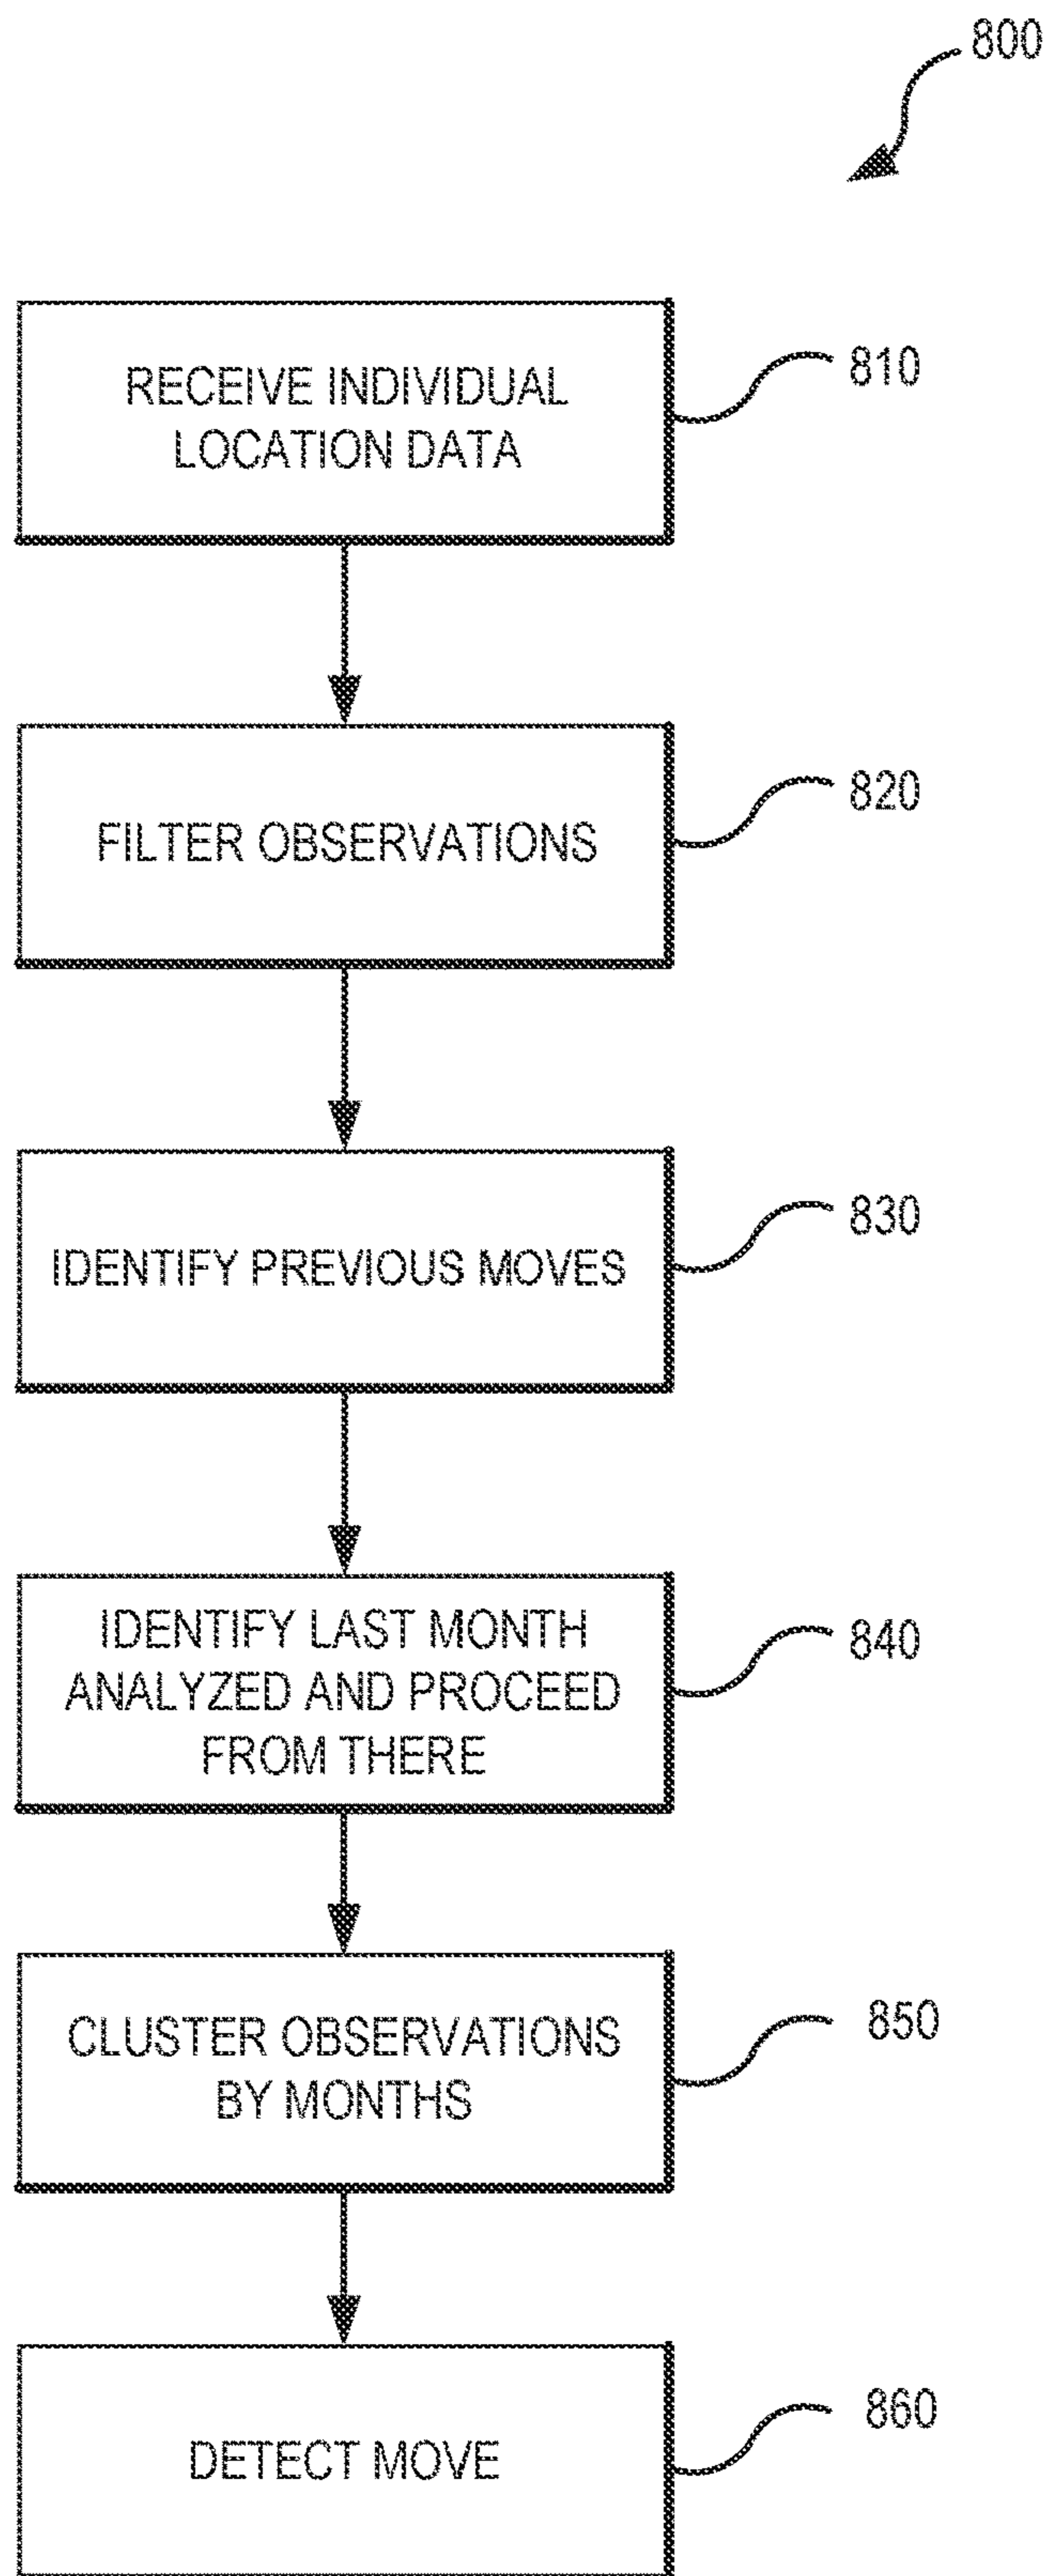 800
RECEIVE INDIVIDUAL
LOCATION DATA
810
FILTER OBSERVATIONS
820
IDENTIFY PREVIOUS MOVES
830
IDENTIFY LAST MONTH
ANALYZED AND PROCEED
FROM THERE
840
CLUSTER OBSERVATIONS
BY MONTHS
850
DETECT MOVE
860